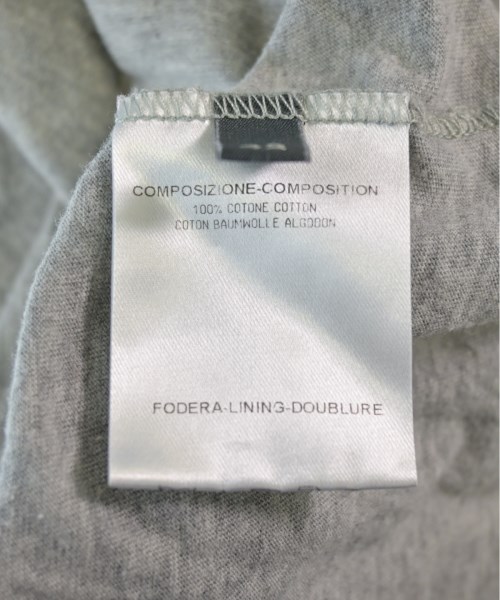 COMPOSIZIONE-COMPOSITION
100% COTONE COTTON
COTON BAUMWOLLE ALGODON
FODERA-LINING-DOUBLURE